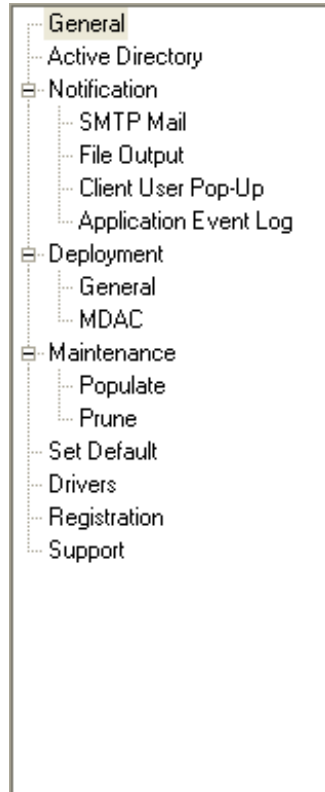 General
Active Directory
Notification
SMTP Mail
File Output
Client User Pop-Up
Application Event Log
Deployment
General
MDAC
Maintenance
Populate
Prune
Set Default
Drivers
Registration
Support